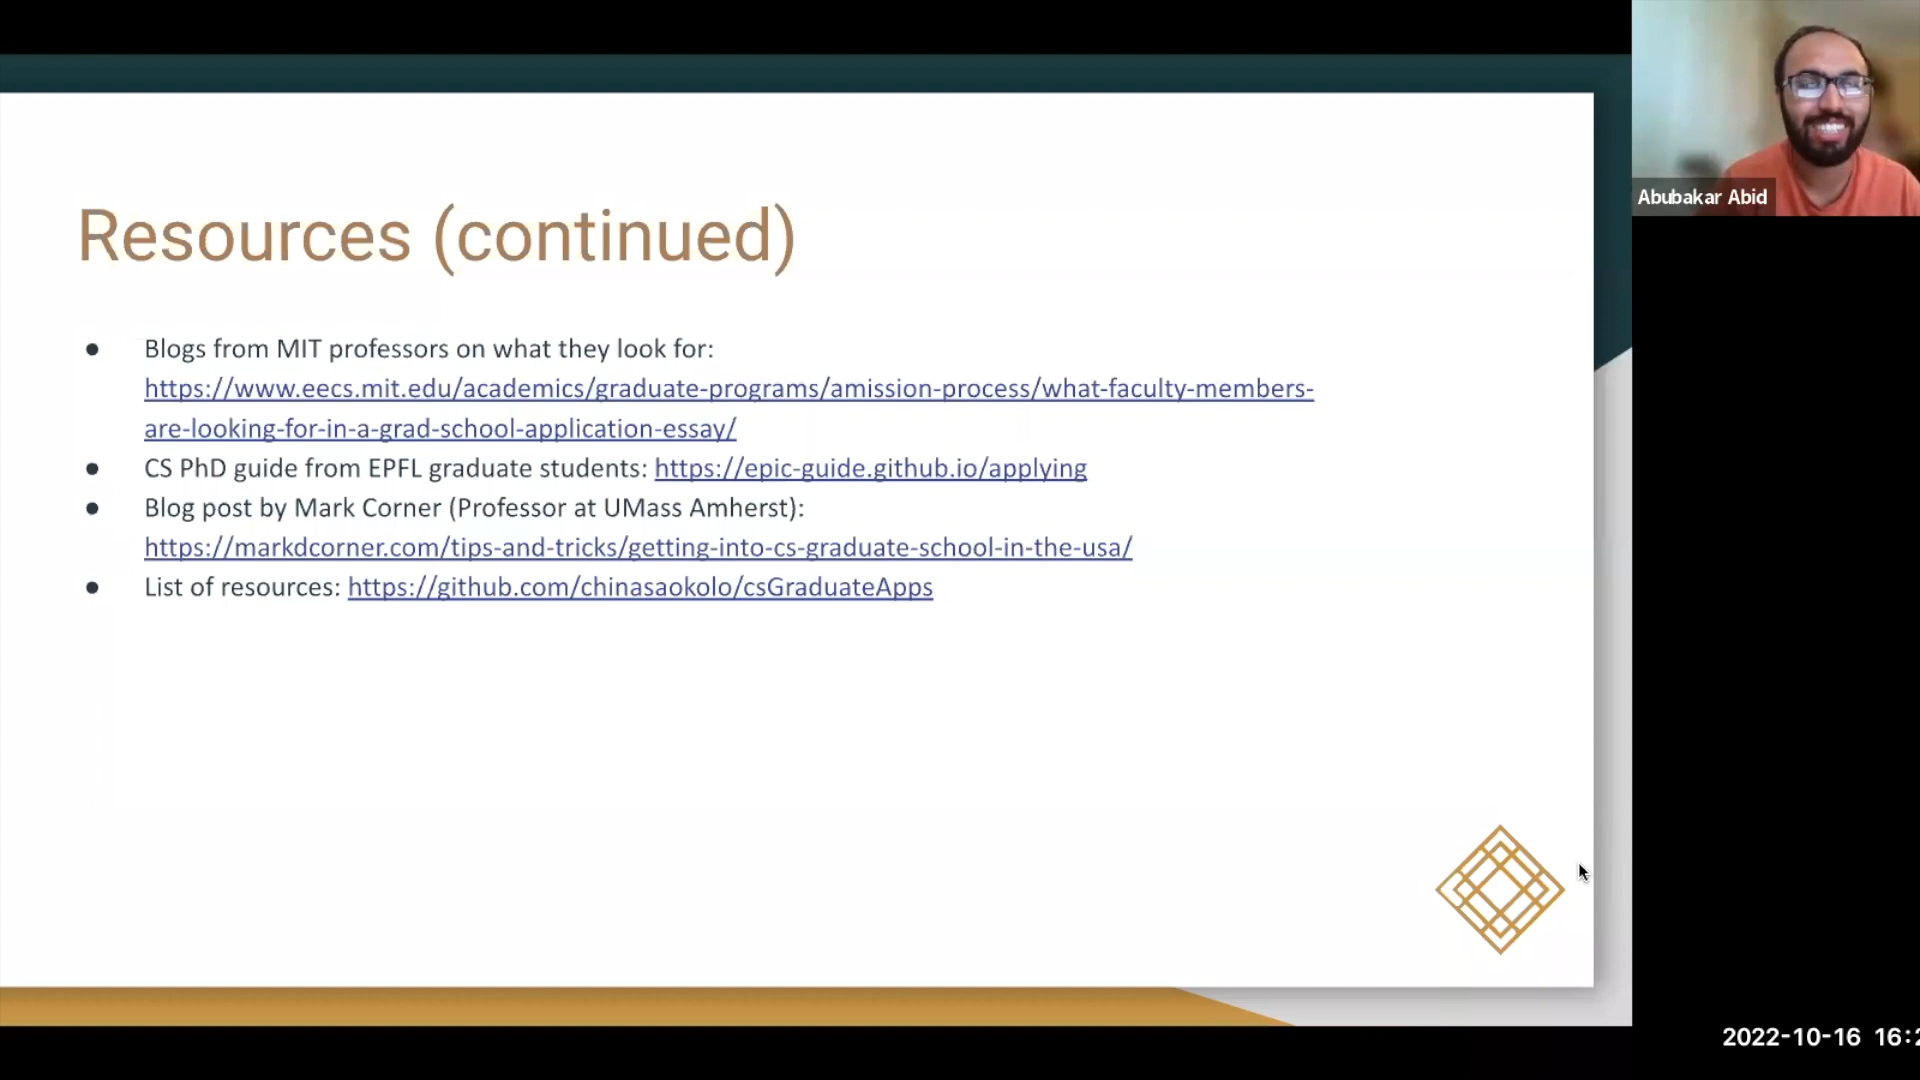 Resources (continued)
● Blogs from MIT professors on what they look for:
https://www.eecs.mit.edu/academics/graduate-programs/amission-process/what-faculty-members-
are-looking-for-in-a-grad-school-application-essay/
● CS PhD guide from EPFL graduate students: https://epic-guide.github.io/applying
● Blog post by Mark Corner (Professor at UMass Amherst):
https://markdcorner.com/tips-and-tricks/getting-into-cs-graduate-school-in-the-usa/
● List of resources: https://github.com/chinasaokolo/csGraduateApps
Abubakar Abid
2022-10-16 16:2